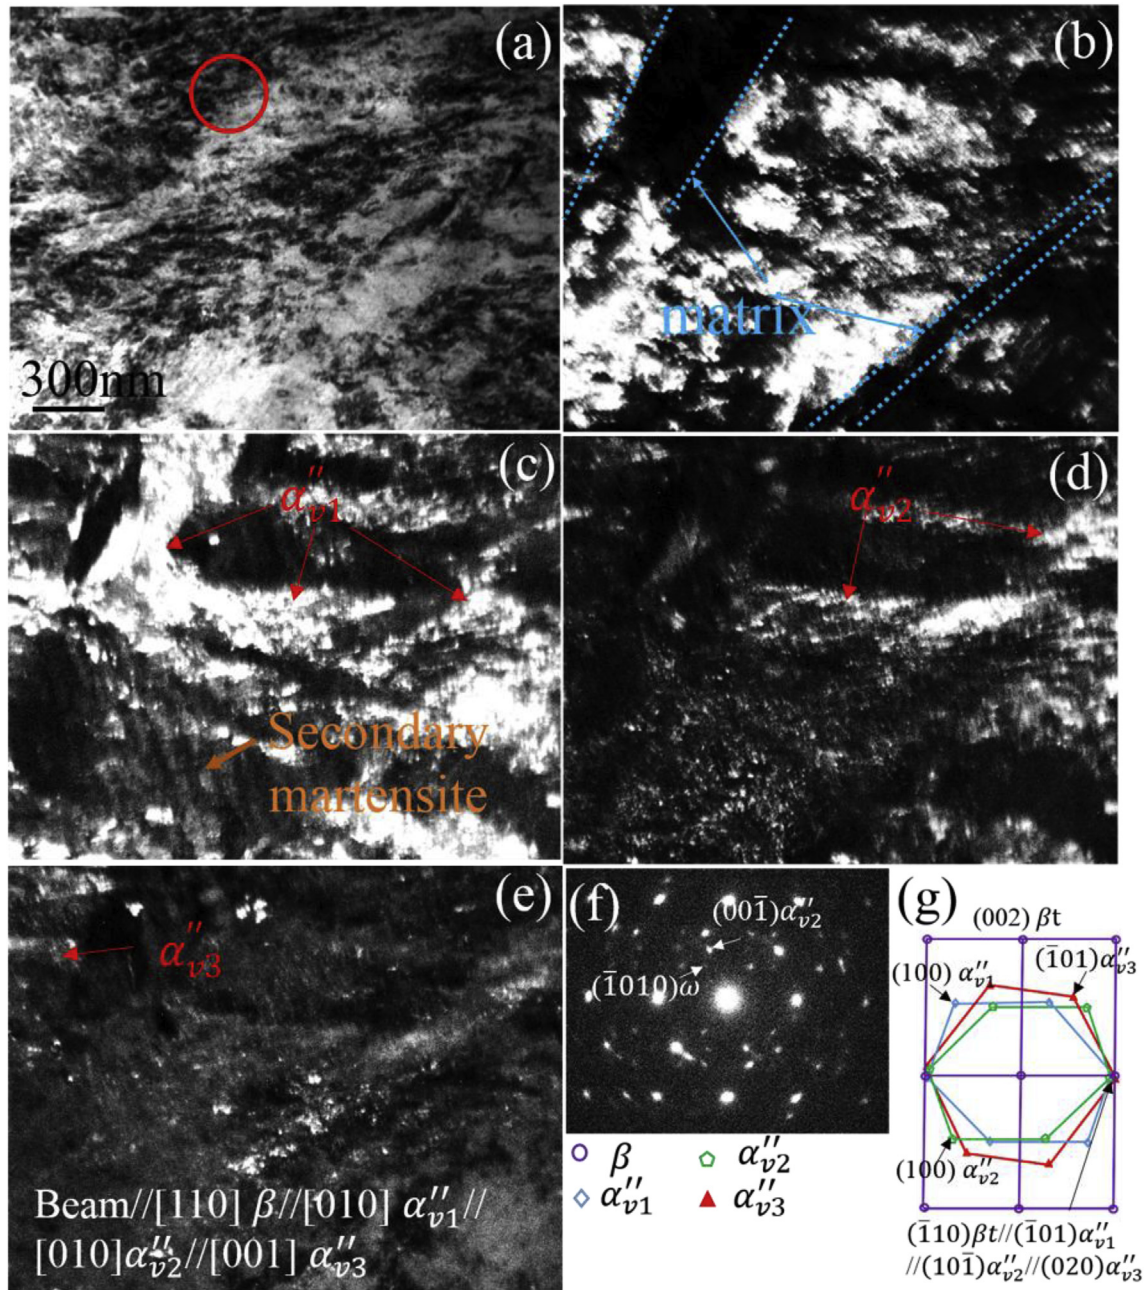 (a)
300nm
(b)
matrix
(c)
α″v1
Secondary
martensite
(d)
α″v2
(e)
α″v3
Beam//[110] β//[010] α″v1//
[010]α″v2//[001] α″v3
(f)
(001̄)α″v2
(1̄010)ω
β
α″v2
α″v1
α″v3
(g)
(002) βt
(100) α″v1
(1̄01)α″v3
(100) α″v2
(1̄10)βt//(1̄01)α″v1
//(101̄)α″v2//(020)α″v3